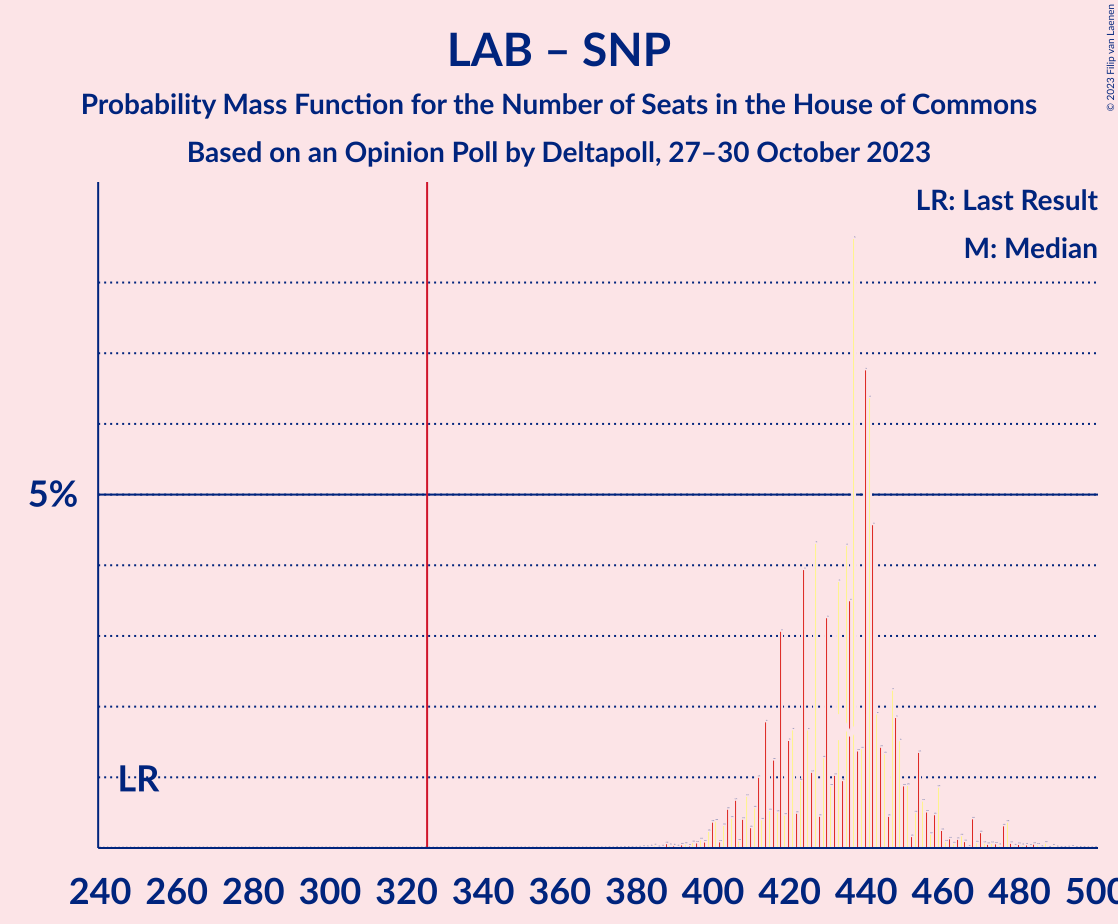 LAB – SNP
Probability Mass Function for the Number of Seats in the House of Commons
Based on an Opinion Poll by Deltapoll, 27–30 October 2023
© 2023 Filip van Laenen
LR: Last Result
M: Median
5%
LR
240 260 280 300 320 340 360 380 400 420 440 460 480 500